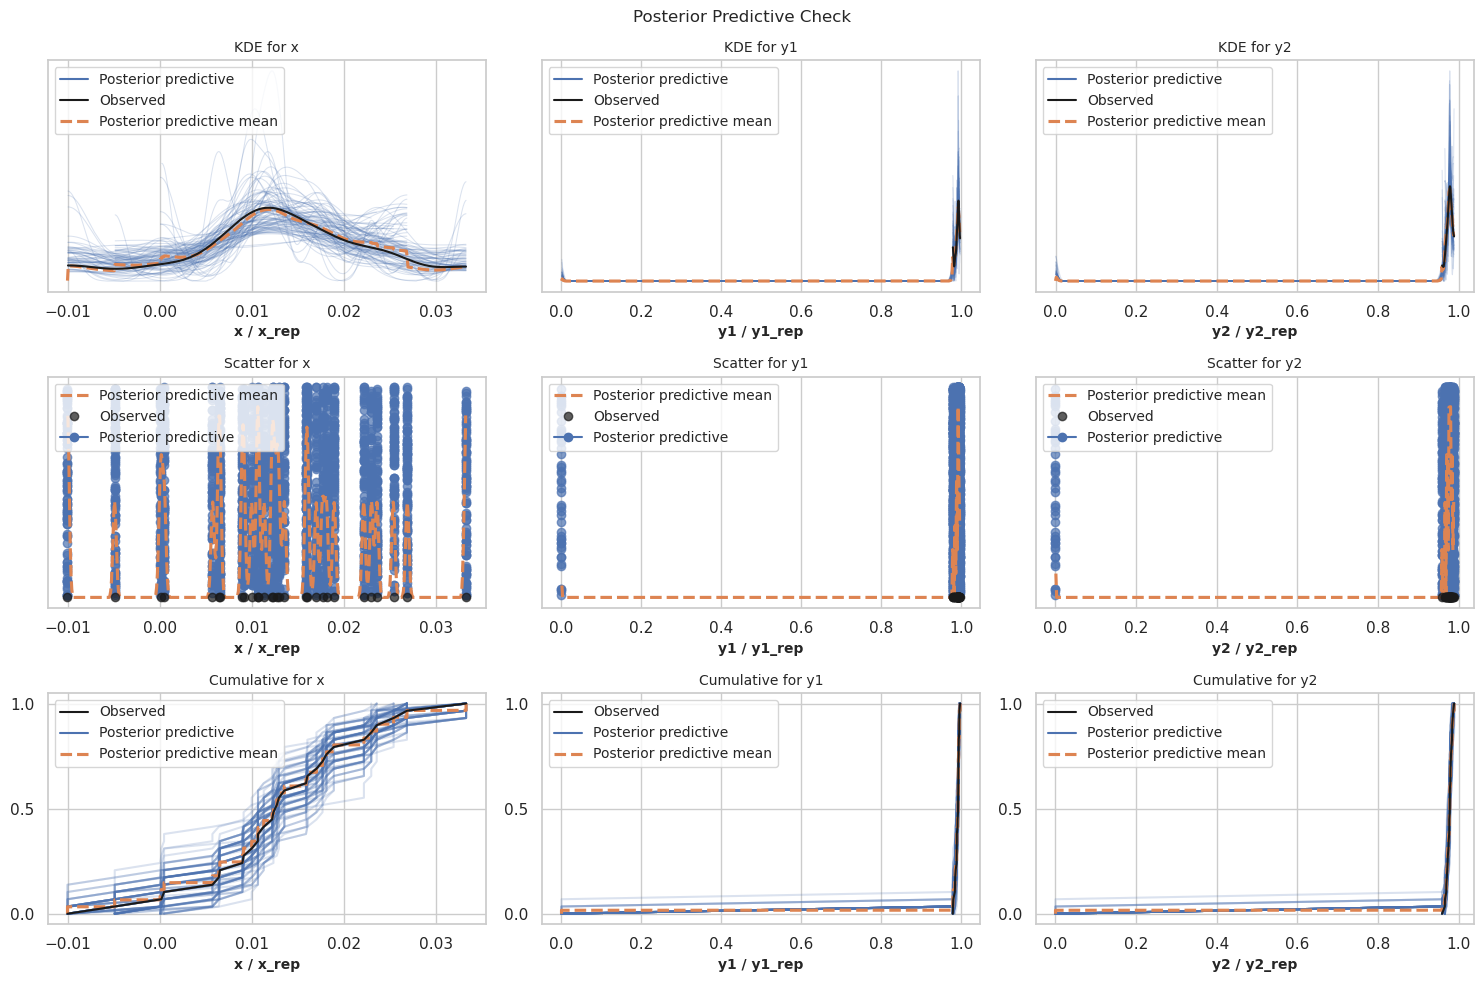 Posterior Predictive Check
KDE for x
Posterior predictive
Observed
Posterior predictive mean
−0.01 0.00 0.01 0.02 0.03
x / x_rep
KDE for y1
Posterior predictive
Observed
Posterior predictive mean
0.0 0.2 0.4 0.6 0.8 1.0
y1 / y1_rep
KDE for y2
Posterior predictive
Observed
Posterior predictive mean
0.0 0.2 0.4 0.6 0.8 1.0
y2 / y2_rep
Scatter for x
Posterior predictive mean
Observed
Posterior predictive
−0.01 0.00 0.01 0.02 0.03
x / x_rep
Scatter for y1
Posterior predictive mean
Observed
Posterior predictive
0.0 0.2 0.4 0.6 0.8 1.0
y1 / y1_rep
Scatter for y2
Posterior predictive mean
Observed
Posterior predictive
0.0 0.2 0.4 0.6 0.8 1.0
y2 / y2_rep
Cumulative for x
1.0
0.5
0.0
Observed
Posterior predictive
Posterior predictive mean
−0.01 0.00 0.01 0.02 0.03
x / x_rep
Cumulative for y1
1.0
0.5
0.0
Observed
Posterior predictive
Posterior predictive mean
0.0 0.2 0.4 0.6 0.8 1.0
y1 / y1_rep
Cumulative for y2
1.0
0.5
0.0
Observed
Posterior predictive
Posterior predictive mean
0.0 0.2 0.4 0.6 0.8 1.0
y2 / y2_rep